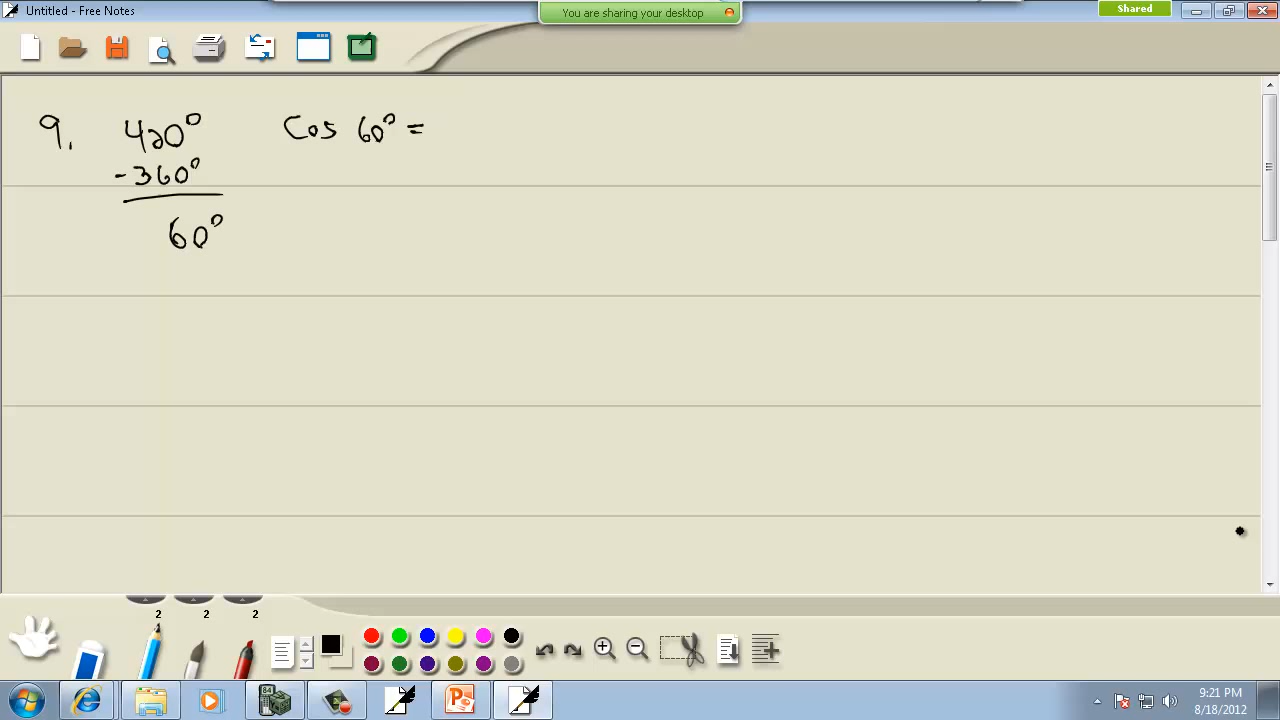 Untitled - Free Notes
You are sharing your desktop
Shared
9. 420° Cos 60° =
-360°
60°
2 2 2
84
9:21 PM
8/18/2012